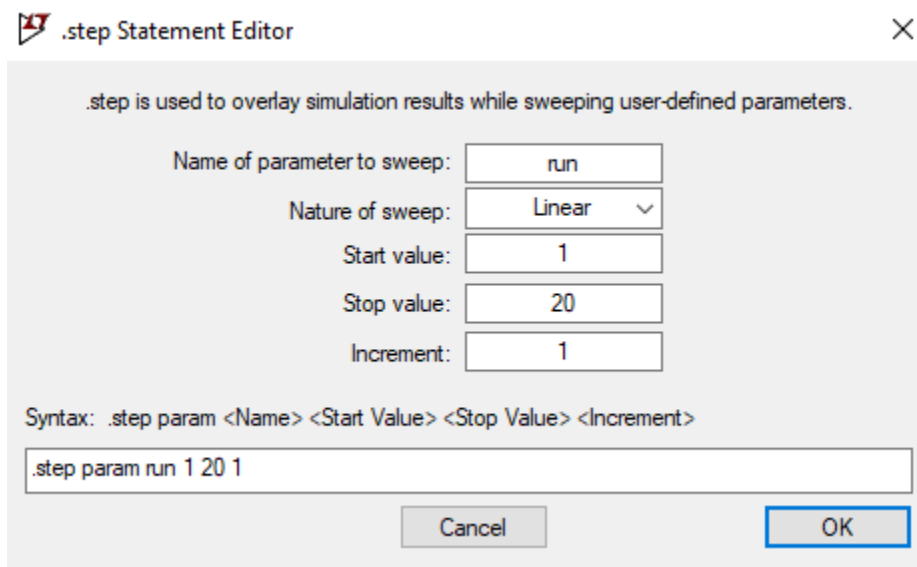 .step Statement Editor
.step is used to overlay simulation results while sweeping user-defined parameters.
Name of parameter to sweep: run
Nature of sweep: Linear
Start value: 1
Stop value: 20
Increment: 1
Syntax: .step param <Name> <Start Value> <Stop Value> <Increment>
.step param run 1 20 1
Cancel OK